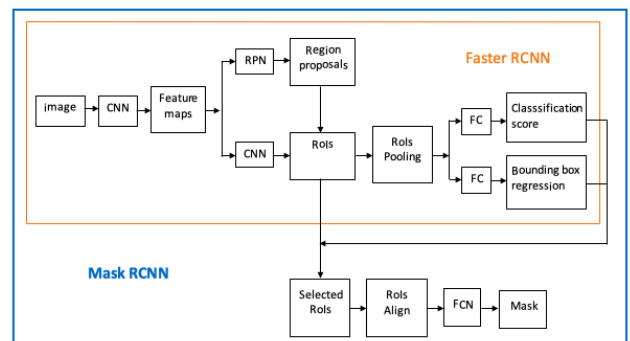 Faster RCNN
image
CNN
Feature
maps
RPN
Region
proposals
CNN
RoIs
RoIs
Pooling
FC
Classsification
score
FC
Bounding box
regression
Mask RCNN
Selected
RoIs
RoIs
Align
FCN
Mask